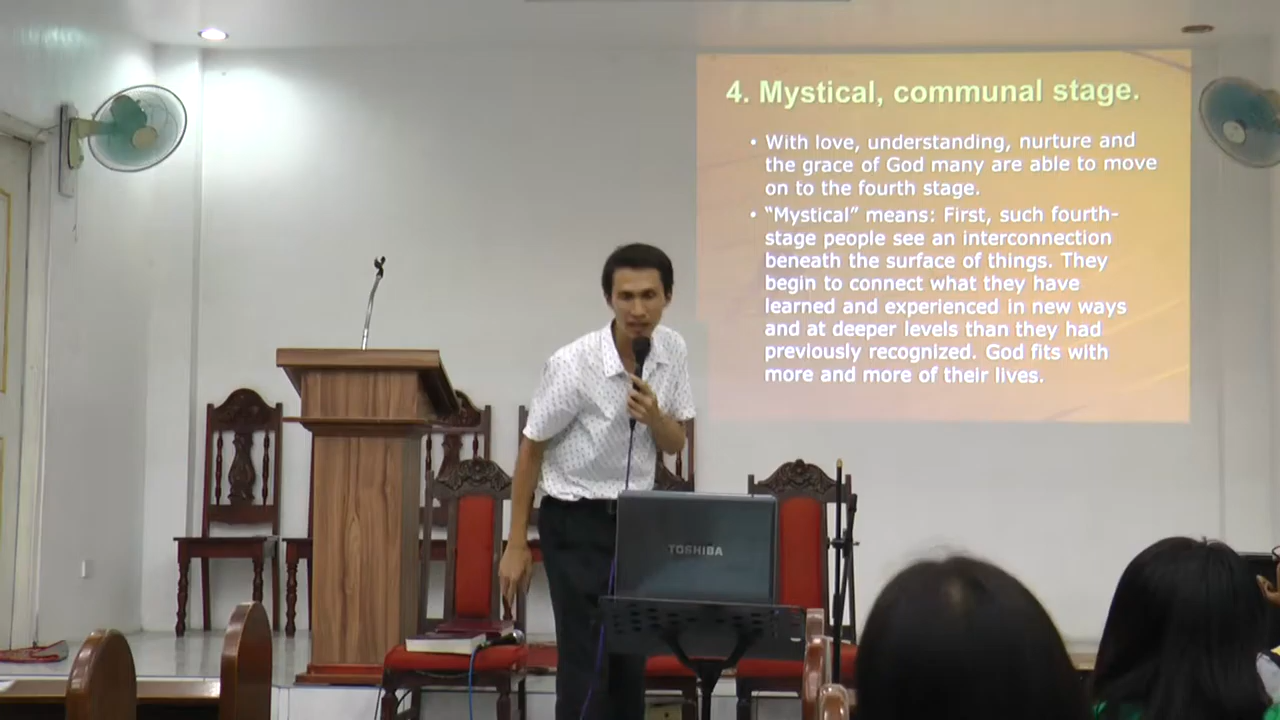 4. Mystical, communal stage.
• With love, understanding, nurture and
the grace of God many are able to move
on to the fourth stage.
• “Mystical” means: First, such fourth-
stage people see an interconnection
beneath the surface of things. They
begin to connect what they have
learned and experienced in new ways
and at deeper levels than they had
previously recognized. God fits with
more and more of their lives.
TOSHIBA